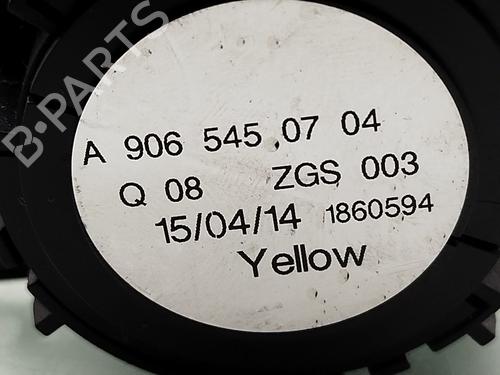 B-PARTS
A 906 545 07 04
Q 08 ZGS 003
15/04/14 1860594
Yellow